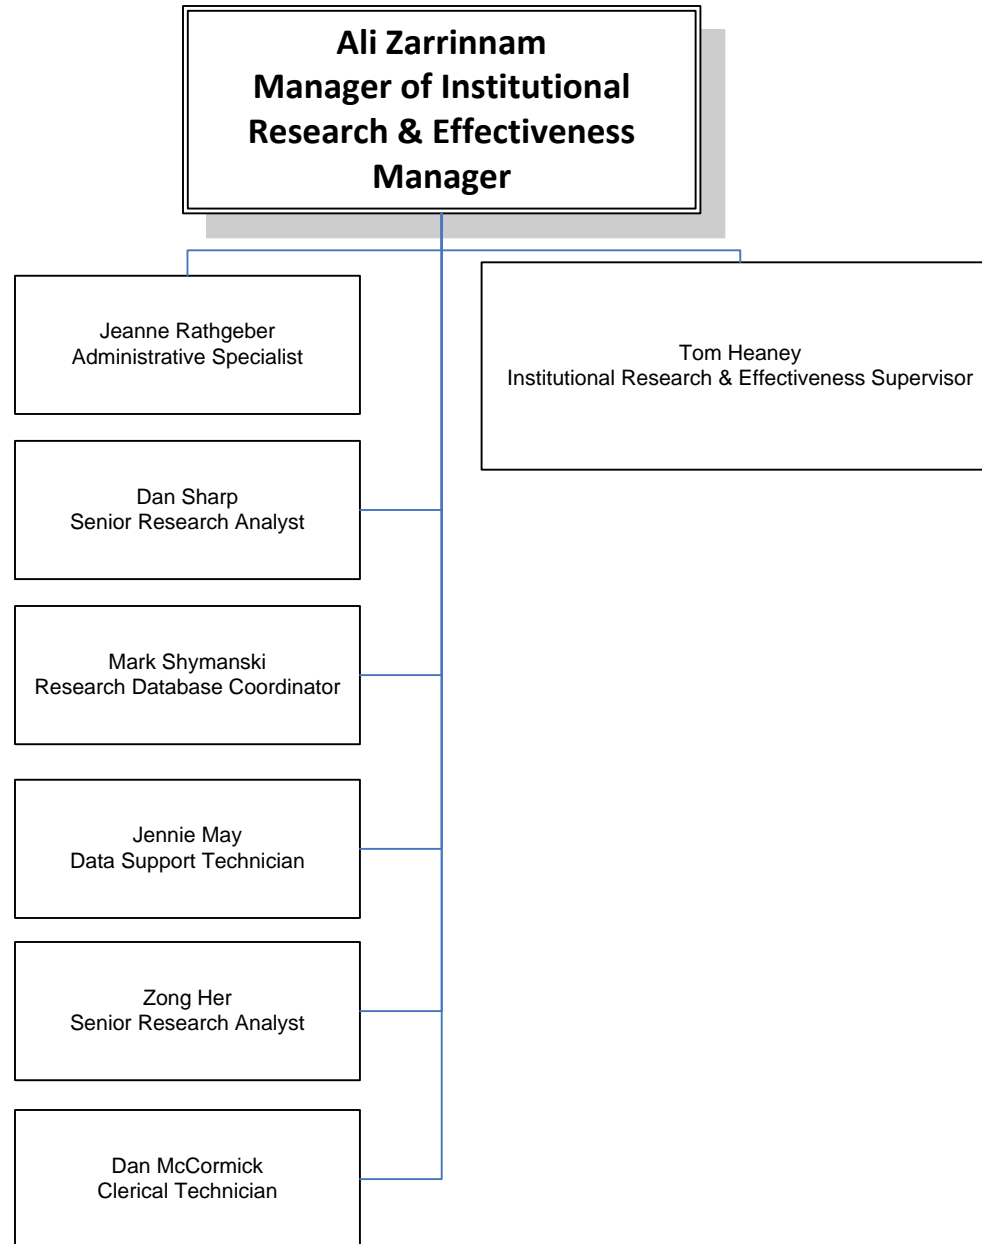 Ali Zarrinnam
Manager of Institutional
Research & Effectiveness
Manager
Jeanne Rathgeber
Administrative Specialist
Tom Heaney
Institutional Research & Effectiveness Supervisor
Dan Sharp
Senior Research Analyst
Mark Shymanski
Research Database Coordinator
Jennie May
Data Support Technician
Zong Her
Senior Research Analyst
Dan McCormick
Clerical Technician